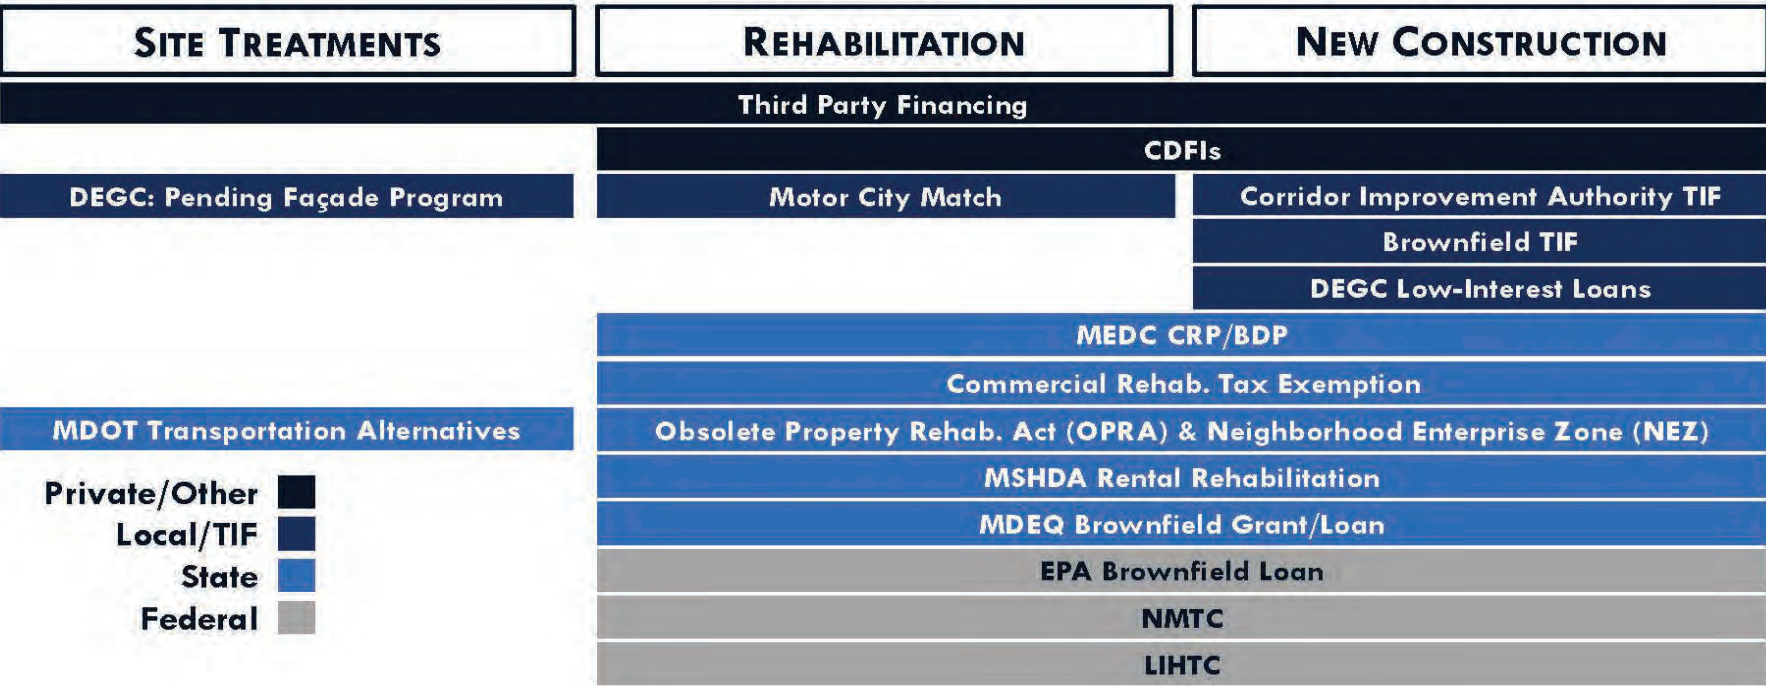 SITE TREATMENTS
REHABILITATION
NEW CONSTRUCTION
Third Party Financing
CDFIs
DEGC: Pending Façade Program
Motor City Match
Corridor Improvement Authority TIF
Brownfield TIF
DEGC Low-Interest Loans
MEDC CRP/BDP
Commercial Rehab. Tax Exemption
MDOT Transportation Alternatives
Obsolete Property Rehab. Act (OPRA) & Neighborhood Enterprise Zone (NEZ)
MSHDA Rental Rehabilitation
MDEQ Brownfield Grant/Loan
EPA Brownfield Loan
NMTC
LIHTC
Private/Other
Local/TIF
State
Federal